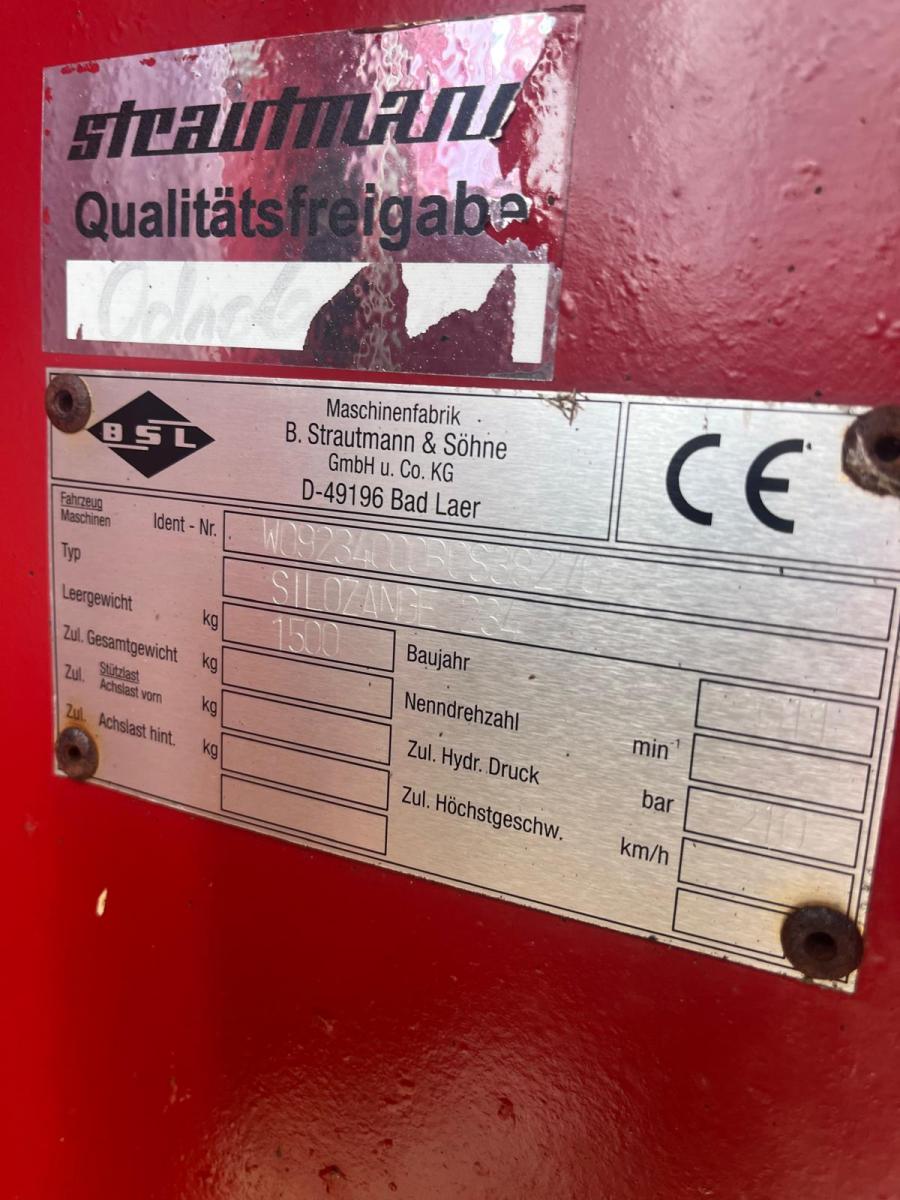 strautmann
Qualitätsfreigabe
BSL
Maschinenfabrik
B. Strautmann & Söhne
GmbH u. Co. KG
D-49196 Bad Laer
CE
Fahrzeug
Maschinen
Ident - Nr.
Typ
SILOZANGE 234
Leergewicht kg 1500
Zul. Gesamtgewicht kg
Zul. Stützlast
Achslast vorn kg
Zul. Achslast hint. kg
Baujahr
Nenndrehzahl min⁻¹
Zul. Hydr. Druck bar 210
Zul. Höchstgeschw. km/h